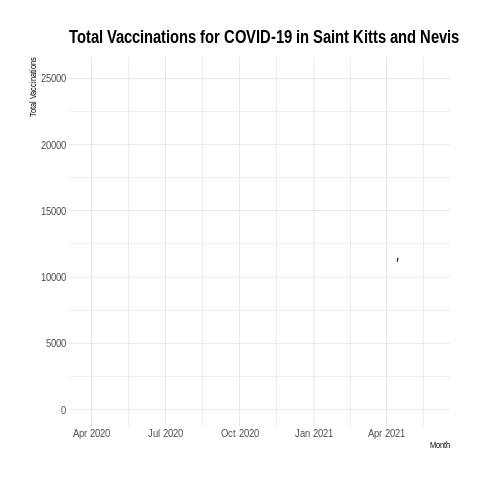 Total Vaccinations for COVID-19 in Saint Kitts and Nevis
Total Vaccinations
25000
20000
15000
10000
5000
0
Apr 2020 Jul 2020 Oct 2020 Jan 2021 Apr 2021
Month